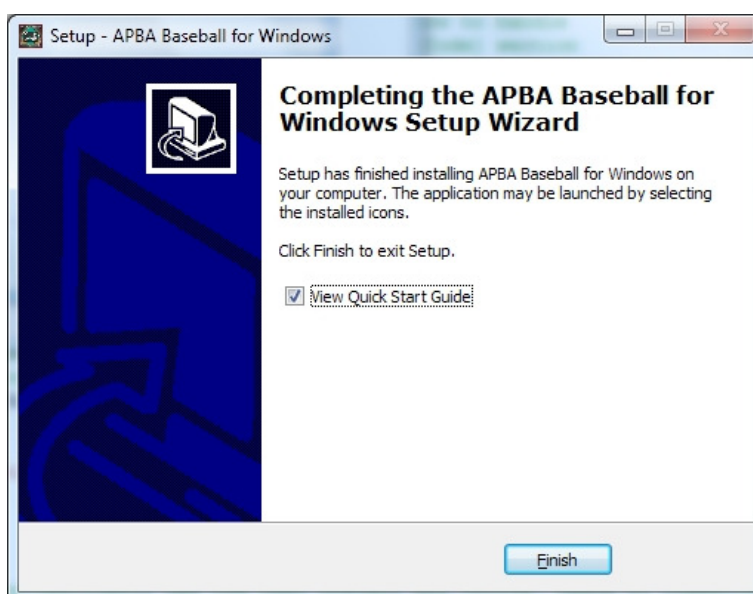 Setup - APBA Baseball for Windows
Completing the APBA Baseball for
Windows Setup Wizard
Setup has finished installing APBA Baseball for Windows on
your computer. The application may be launched by selecting
the installed icons.
Click Finish to exit Setup.
View Quick Start Guide
Finish